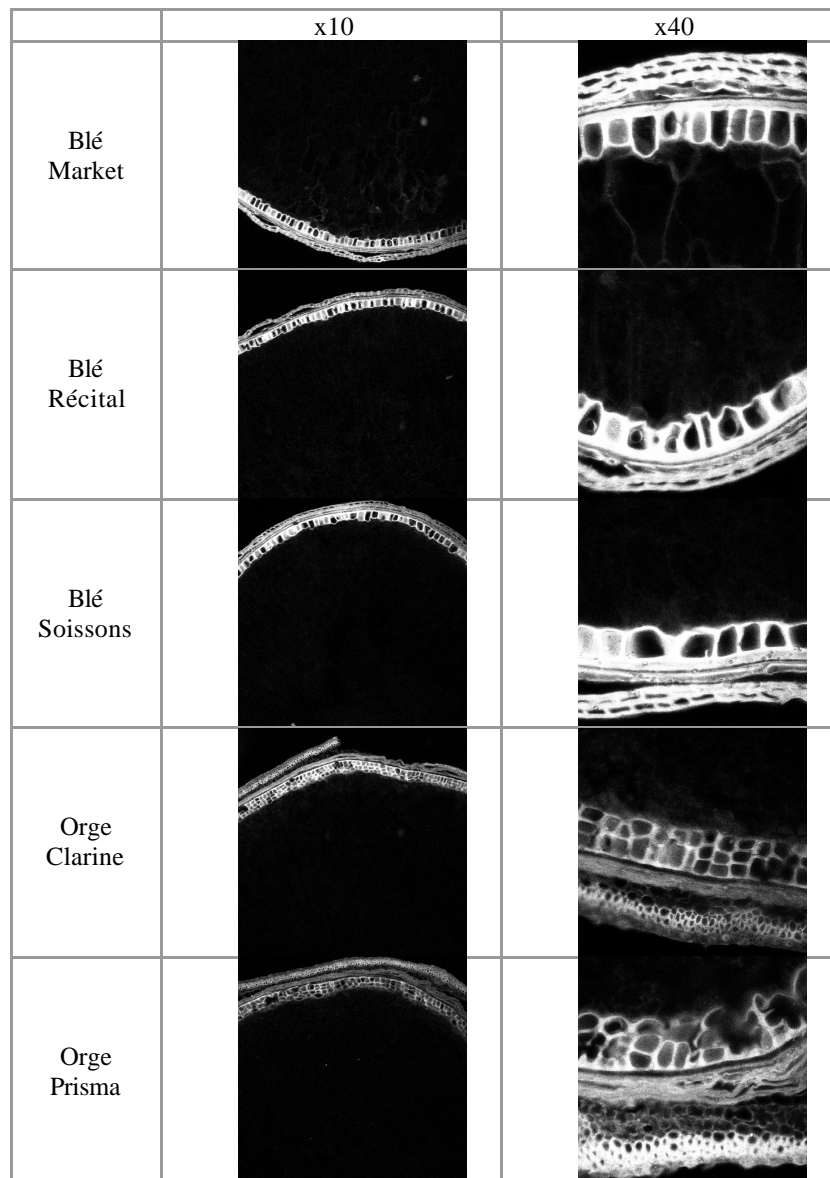 x10 x40
Blé
Market
Blé
Récital
Blé
Soissons
Orge
Clarine
Orge
Prisma